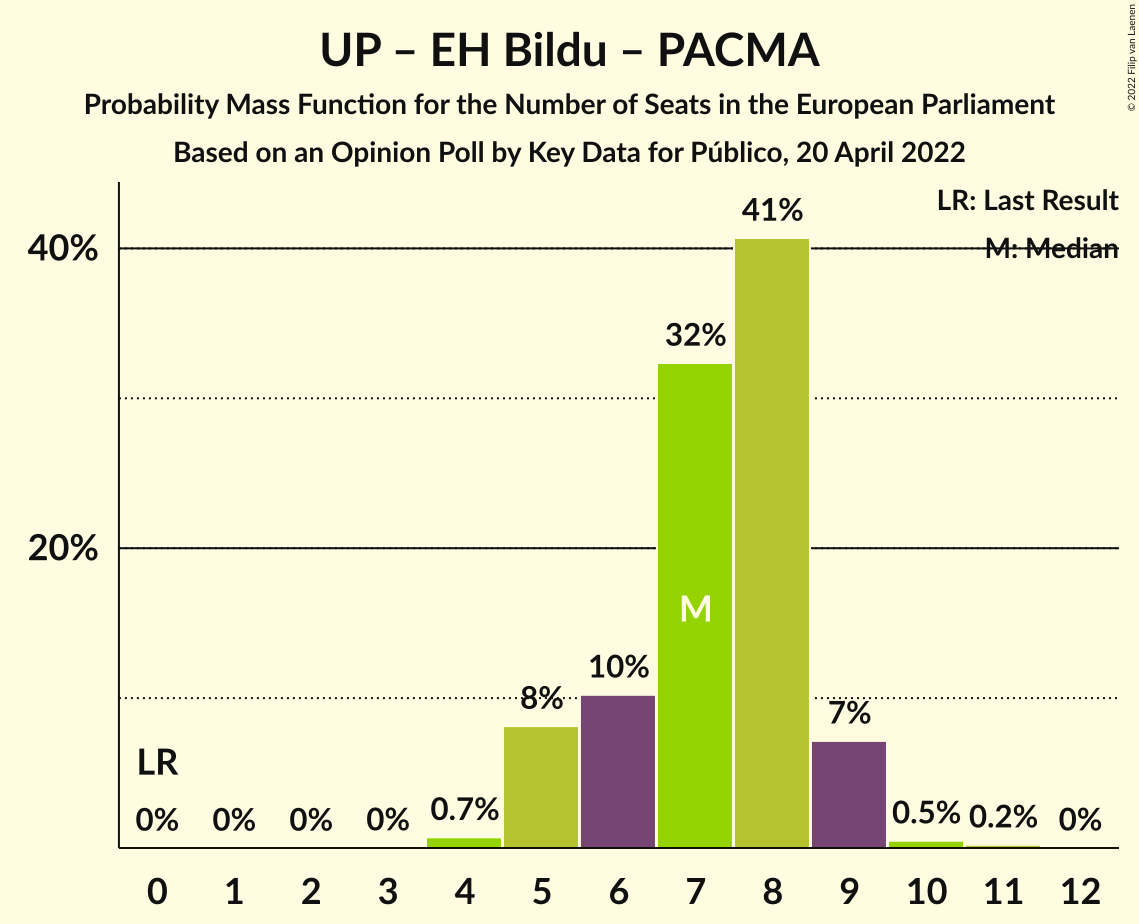 UP – EH Bildu – PACMA
Probability Mass Function for the Number of Seats in the European Parliament
Based on an Opinion Poll by Key Data for Público, 20 April 2022
© 2022 Filip van Laenen
LR: Last Result
M: Median
40%
20%
41%
32%
M
10%
8%
7%
LR
0%
0%
0%
0%
0.7%
0.5%
0.2%
0%
0 1 2 3 4 5 6 7 8 9 10 11 12